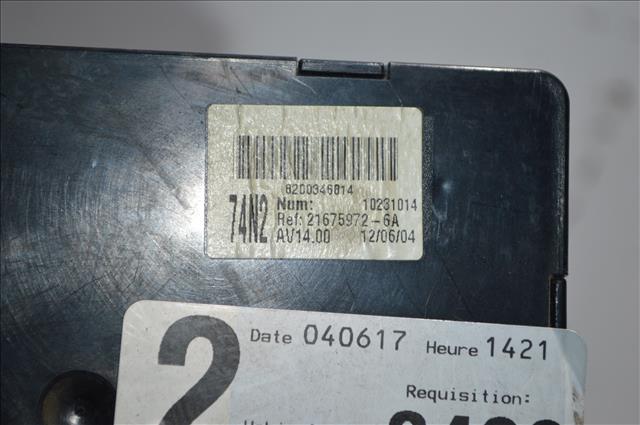 8200346814
74N2
Num: 10231014
Ref: 21675972-6A
AV14.00 12/06/04
2
Date 040617 Heure 1421
Requisition: